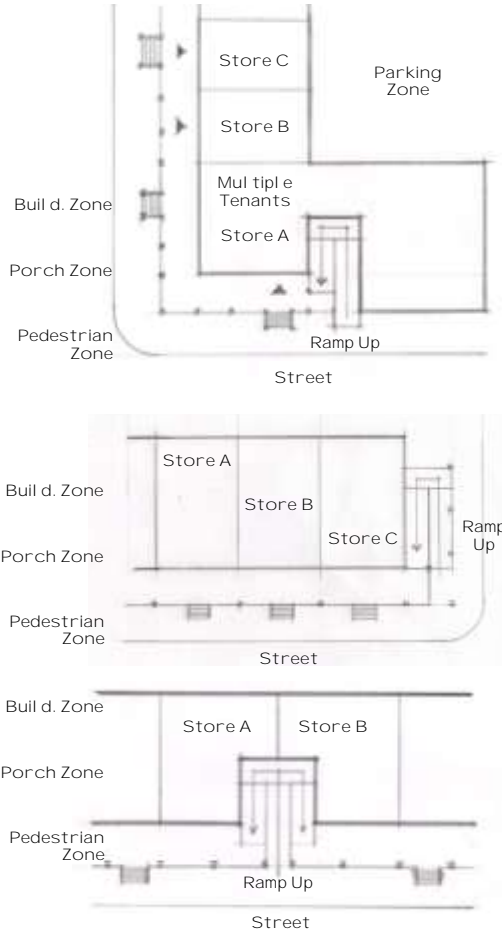 Store C
Parking
Zone
Store B
Multiple
Tenants
Build. Zone
Store A
Porch Zone
Pedestrian
Zone
Ramp Up
Street
Store A
Build. Zone
Store B
Store C
Ramp
Up
Porch Zone
Pedestrian
Zone
Street
Build. Zone
Store A
Store B
Porch Zone
Pedestrian
Zone
Ramp Up
Street